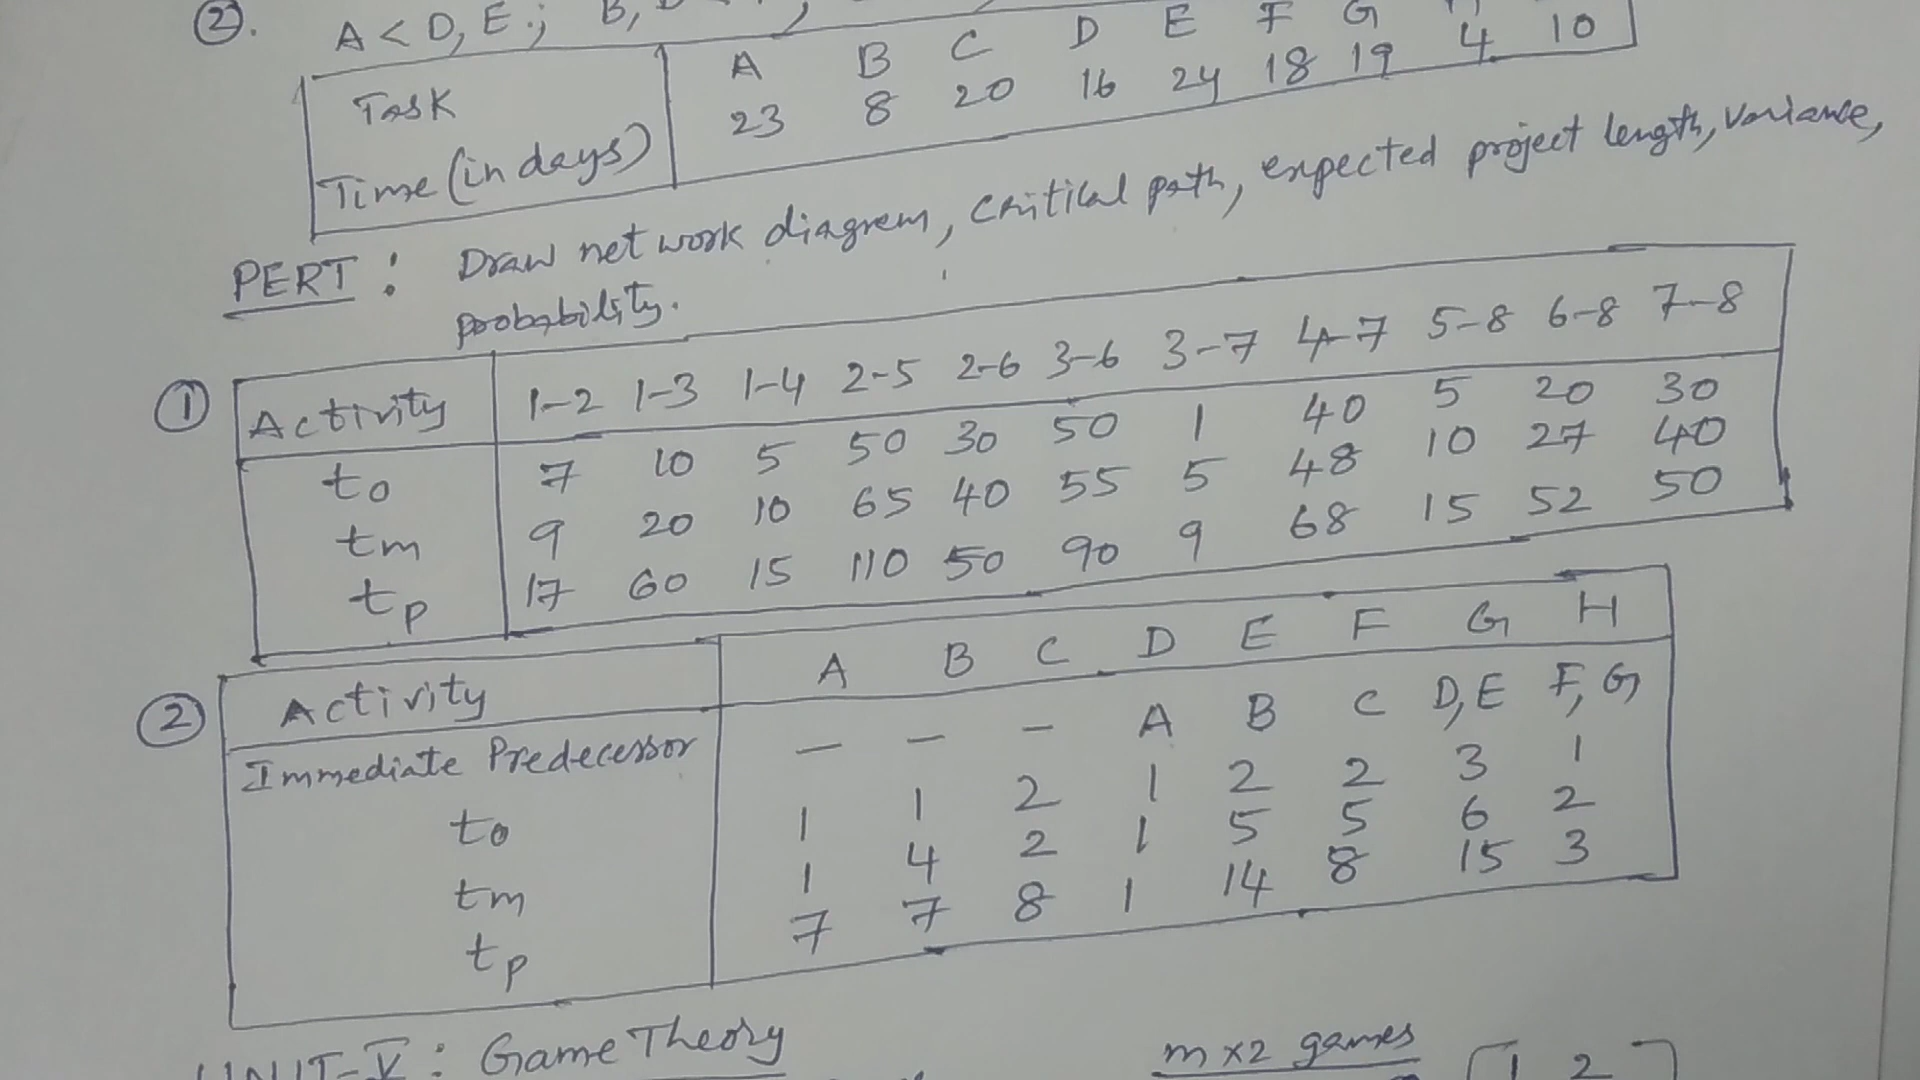 ②. A < D, E ; B,
Task A B C D E F G
Time (in days) 23 8 20 16 24 18 19 4 10
PERT : Draw net work diagram, critical path, expected project length, variance,
probability.
① Activity 1-2 1-3 1-4 2-5 2-6 3-6 3-7 4-7 5-8 6-8 7-8
to 7 10 5 50 30 50 1 40 5 20 30
tm 9 20 10 65 40 55 5 48 10 27 40
tp 17 60 15 110 50 90 9 68 15 52 50
② Activity A B C D E F G H
Immediate Predecessor — — — A B C D,E F,G
to 1 1 2 1 2 2 3 1
tm 1 4 2 1 5 5 6 2
tp 7 7 8 1 14 8 15 3
UNIT-V : Game Theory
m x2 games
1 2